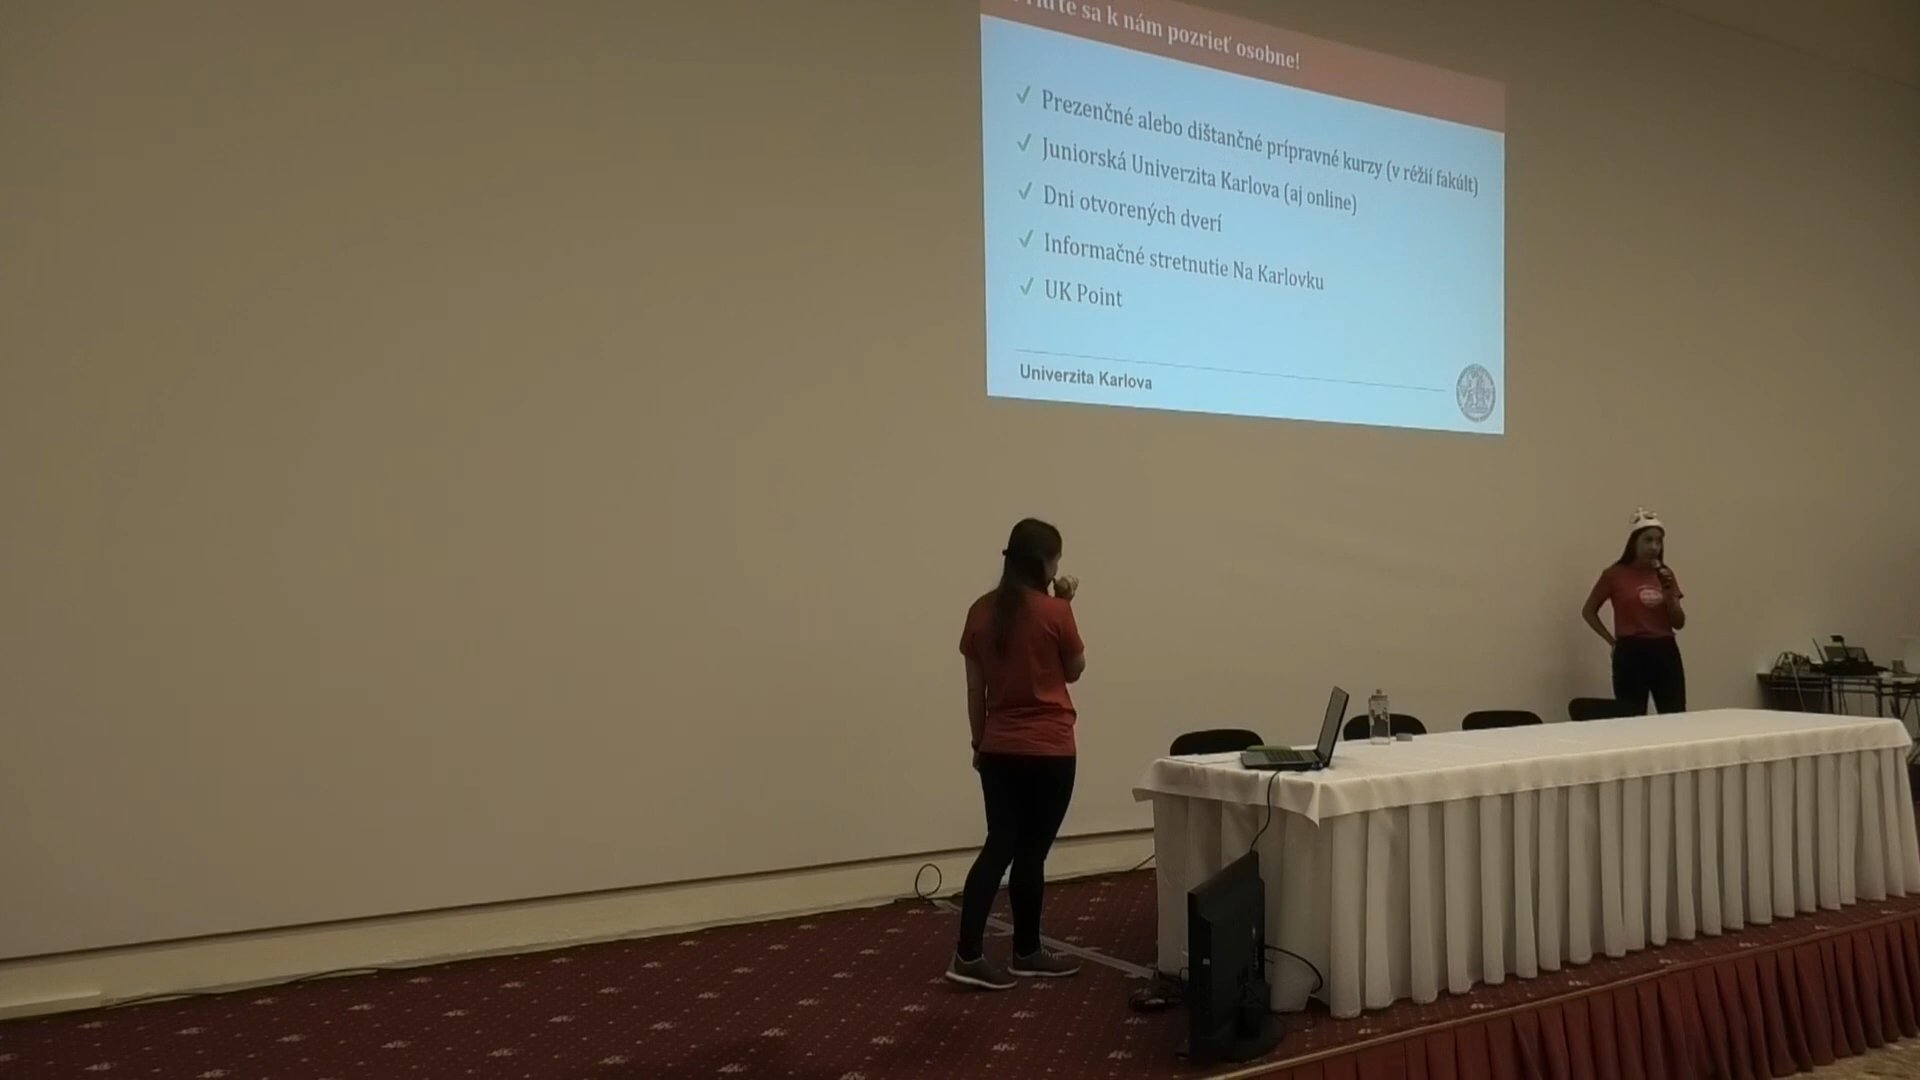 sa k nám pozrieť osobne!
✓ Prezenčné alebo dištančné prípravné kurzy (v réžií fakúlt)
✓ Juniorská Univerzita Karlova (aj online)
✓ Dni otvorených dverí
✓ Informačné stretnutie Na Karlovku
✓ UK Point
Univerzita Karlova